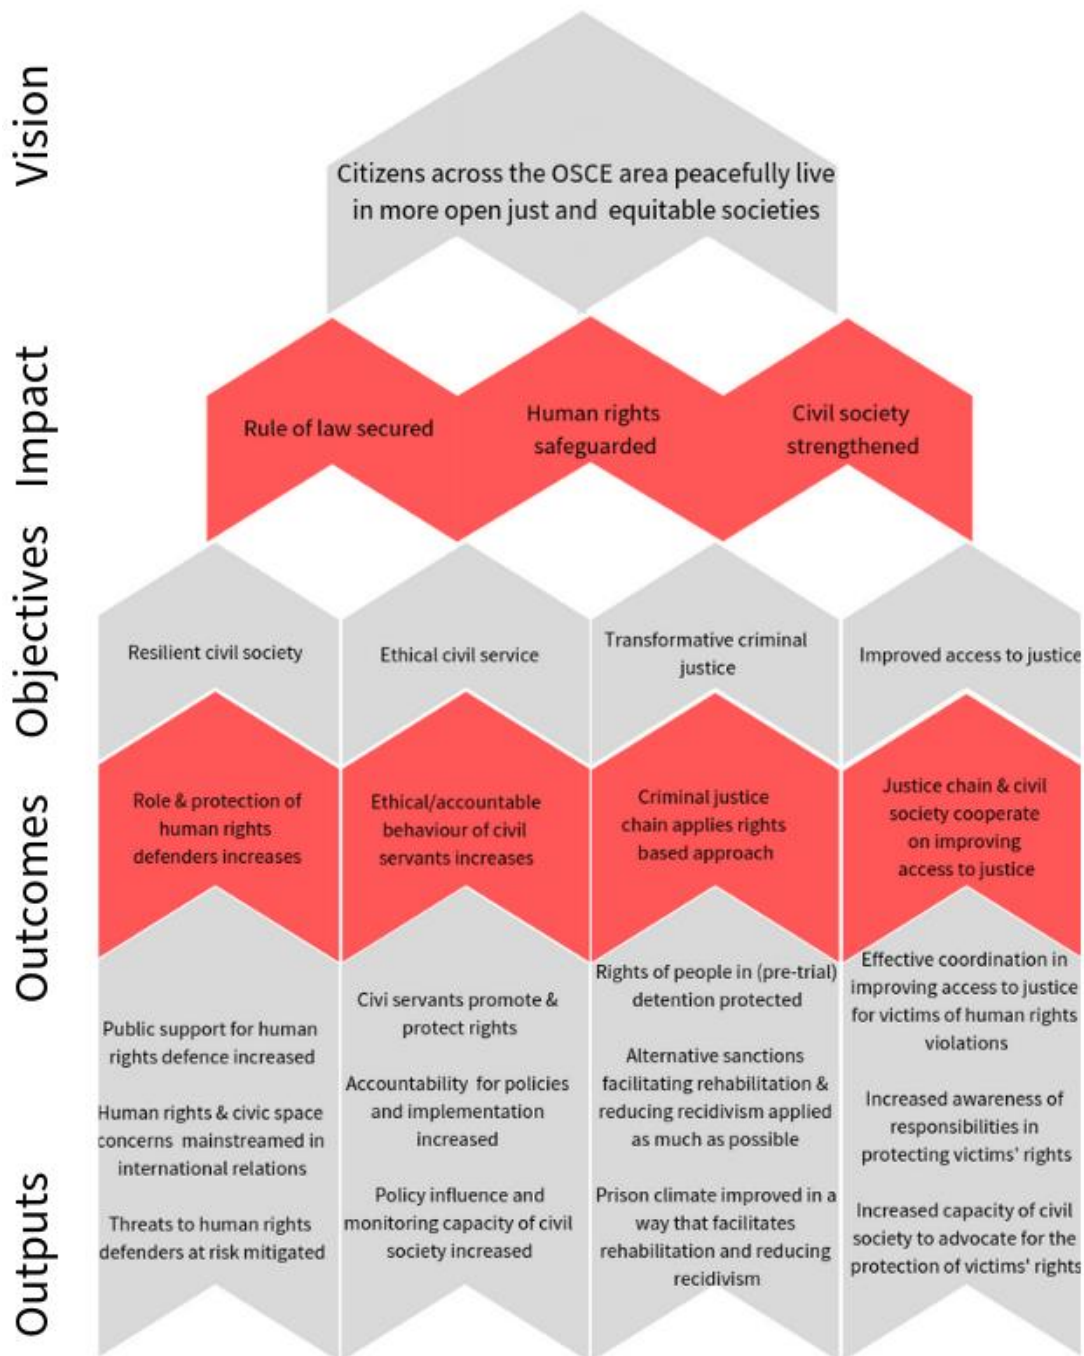 Vision
Citizens across the OSCE area peacefully live
in more open just and equitable societies
Impact
Rule of law secured
Human rights
safeguarded
Civil society
strengthened
Objectives
Resilient civil society
Ethical civil service
Transformative criminal
justice
Improved access to justice
Outcomes
Role & protection of
human rights
defenders increases
Ethical/accountable
behaviour of civil
servants increases
Criminal justice
chain applies rights
based approach
Justice chain & civil
society cooperate
on improving
access to justice
Outputs
Public support for human
rights defence increased
Human rights & civic space
concerns mainstreamed in
international relations
Threats to human rights
defenders at risk mitigated
Civi servants promote &
protect rights
Accountability for policies
and implementation
increased
Policy influence and
monitoring capacity of civil
society increased
Rights of people in (pre-trial)
detention protected
Alternative sanctions
facilitating rehabilitation &
reducing recidivism applied
as much as possible
Prison climate improved in a
way that facilitates
rehabilitation and reducing
recidivism
Effective coordination in
improving access to justice
for victims of human rights
violations
Increased awareness of
responsibilities in
protecting victims' rights
Increased capacity of civil
society to advocate for the
protection of victims' rights